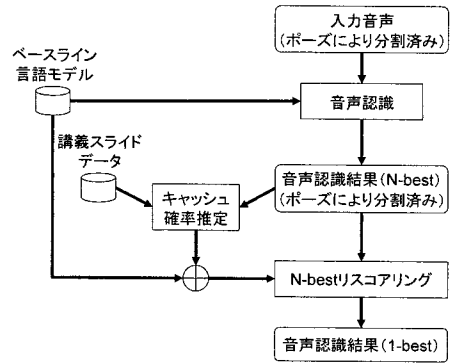 入力音声
(ポーズにより分割済み)
ベースライン
言語モデル
音声認識
講義スライド
データ
音声認識結果(N-best)
(ポーズにより分割済み)
キャッシュ
確率推定
N-bestリスコアリング
音声認識結果(1-best)